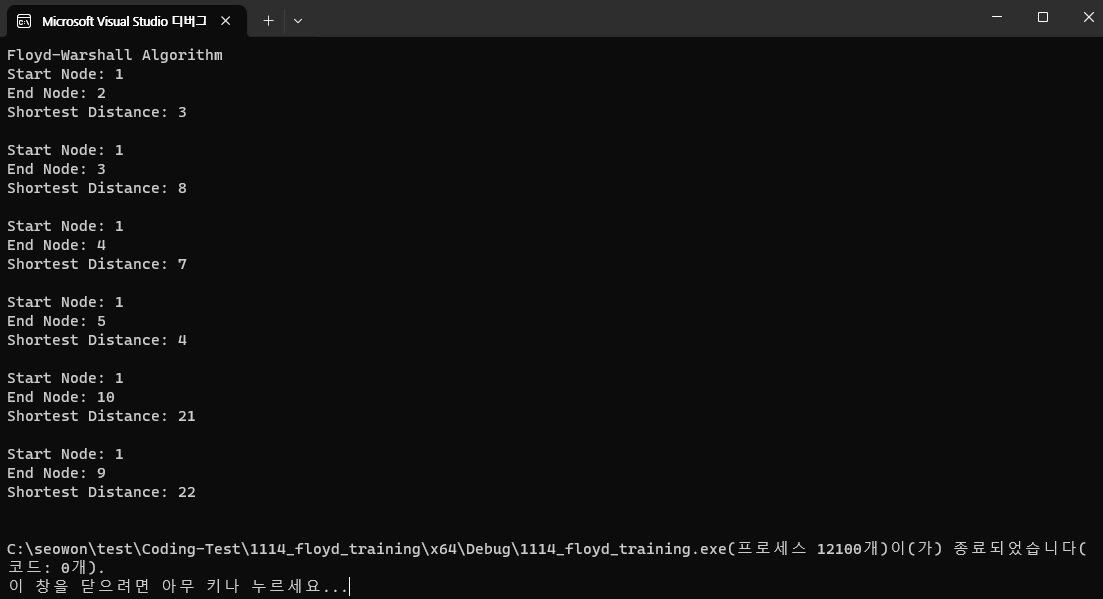 Microsoft Visual Studio 디버그
Floyd-Warshall Algorithm
Start Node: 1
End Node: 2
Shortest Distance: 3
Start Node: 1
End Node: 3
Shortest Distance: 8
Start Node: 1
End Node: 4
Shortest Distance: 7
Start Node: 1
End Node: 5
Shortest Distance: 4
Start Node: 1
End Node: 10
Shortest Distance: 21
Start Node: 1
End Node: 9
Shortest Distance: 22
C:\seowon\test\Coding-Test\1114_floyd_training\x64\Debug\1114_floyd_training.exe(프로세스 12100개)이(가) 종료되었습니다(
코드: 0개).
이 창을 닫으려면 아무 키나 누르세요...